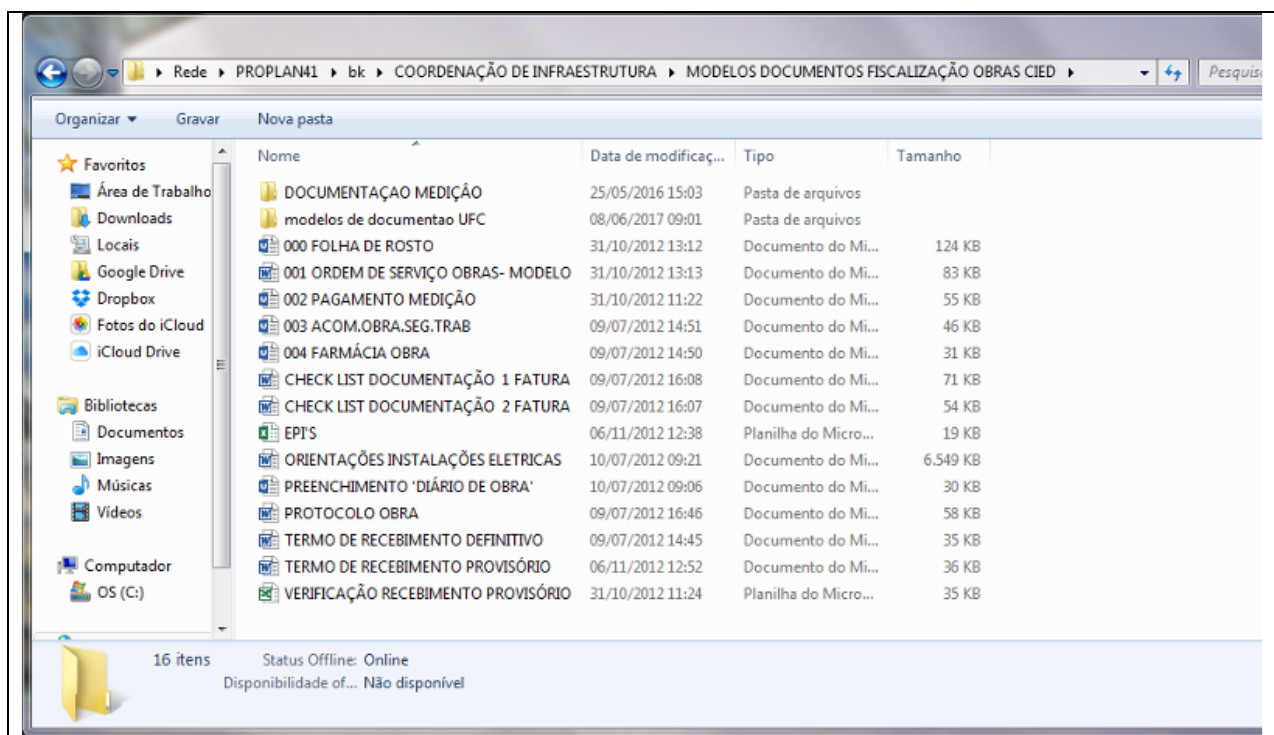 Rede ▸ PROPLAN41 ▸ bk ▸ COORDENAÇÃO DE INFRAESTRUTURA ▸ MODELOS DOCUMENTOS FISCALIZAÇÃO OBRAS CIED ▸ Pesquisa
Organizar Gravar Nova pasta
Favoritos
Área de Trabalho
Downloads
Locais
Google Drive
Dropbox
Fotos do iCloud
iCloud Drive
Bibliotecas
Documentos
Imagens
Músicas
Vídeos
Computador
OS (C:)
Nome Data de modificaç... Tipo Tamanho
DOCUMENTAÇAO MEDIÇÂO 25/05/2016 15:03 Pasta de arquivos
modelos de documentao UFC 08/06/2017 09:01 Pasta de arquivos
000 FOLHA DE ROSTO 31/10/2012 13:12 Documento do Mi... 124 KB
001 ORDEM DE SERVIÇO OBRAS- MODELO 31/10/2012 13:13 Documento do Mi... 83 KB
002 PAGAMENTO MEDIÇÃO 31/10/2012 11:22 Documento do Mi... 55 KB
003 ACOM.OBRA.SEG.TRAB 09/07/2012 14:51 Documento do Mi... 46 KB
004 FARMÁCIA OBRA 09/07/2012 14:50 Documento do Mi... 31 KB
CHECK LIST DOCUMENTAÇÃO 1 FATURA 09/07/2012 16:08 Documento do Mi... 71 KB
CHECK LIST DOCUMENTAÇÃO 2 FATURA 09/07/2012 16:07 Documento do Mi... 54 KB
EPI'S 06/11/2012 12:38 Planilha do Micro... 19 KB
ORIENTAÇÕES INSTALAÇÕES ELETRICAS 10/07/2012 09:21 Documento do Mi... 6.549 KB
PREENCHIMENTO 'DIÁRIO DE OBRA' 10/07/2012 09:06 Documento do Mi... 30 KB
PROTOCOLO OBRA 09/07/2012 16:46 Documento do Mi... 58 KB
TERMO DE RECEBIMENTO DEFINITIVO 09/07/2012 14:45 Documento do Mi... 35 KB
TERMO DE RECEBIMENTO PROVISÓRIO 06/11/2012 12:52 Documento do Mi... 36 KB
VERIFICAÇÃO RECEBIMENTO PROVISÓRIO 31/10/2012 11:24 Planilha do Micro... 35 KB
16 itens Status Offline: Online
Disponibilidade of... Não disponível